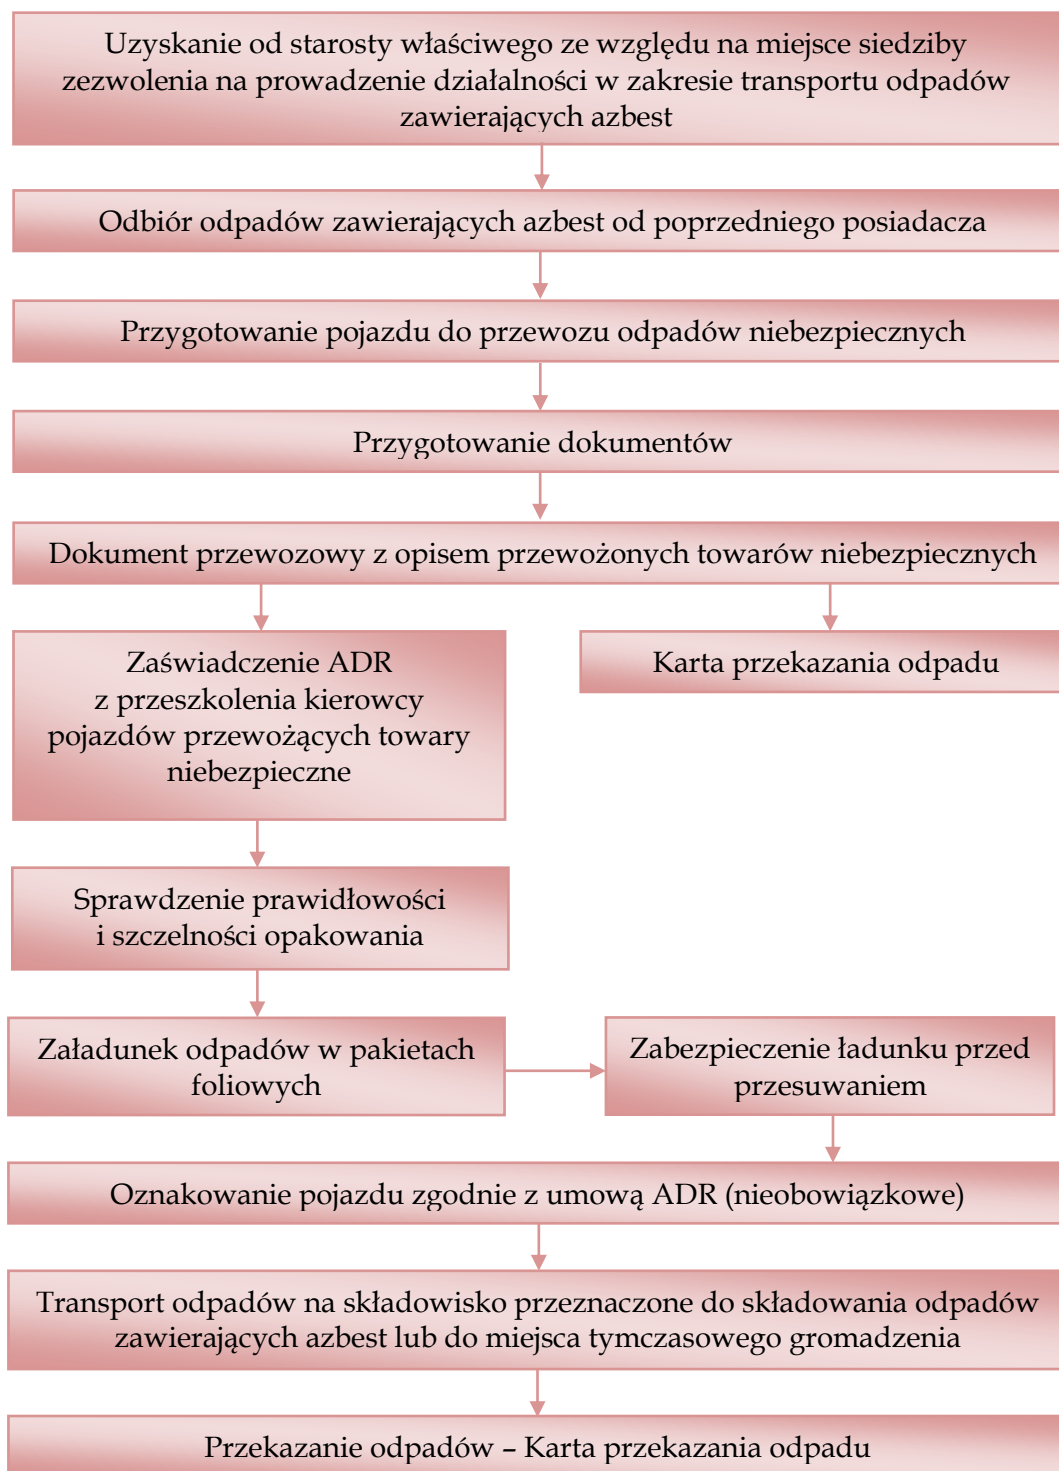 Uzyskanie od starosty właściwego ze względu na miejsce siedziby
zezwolenia na prowadzenie działalności w zakresie transportu odpadów
zawierających azbest
Odbiór odpadów zawierających azbest od poprzedniego posiadacza
Przygotowanie pojazdu do przewozu odpadów niebezpiecznych
Przygotowanie dokumentów
Dokument przewozowy z opisem przewożonych towarów niebezpiecznych
Zaświadczenie ADR
z przeszkolenia kierowcy
pojazdów przewożących towary
niebezpieczne
Karta przekazania odpadu
Sprawdzenie prawidłowości
i szczelności opakowania
Załadunek odpadów w pakietach
foliowych
Zabezpieczenie ładunku przed
przesuwaniem
Oznakowanie pojazdu zgodnie z umową ADR (nieobowiązkowe)
Transport odpadów na składowisko przeznaczone do składowania odpadów
zawierających azbest lub do miejsca tymczasowego gromadzenia
Przekazanie odpadów – Karta przekazania odpadu